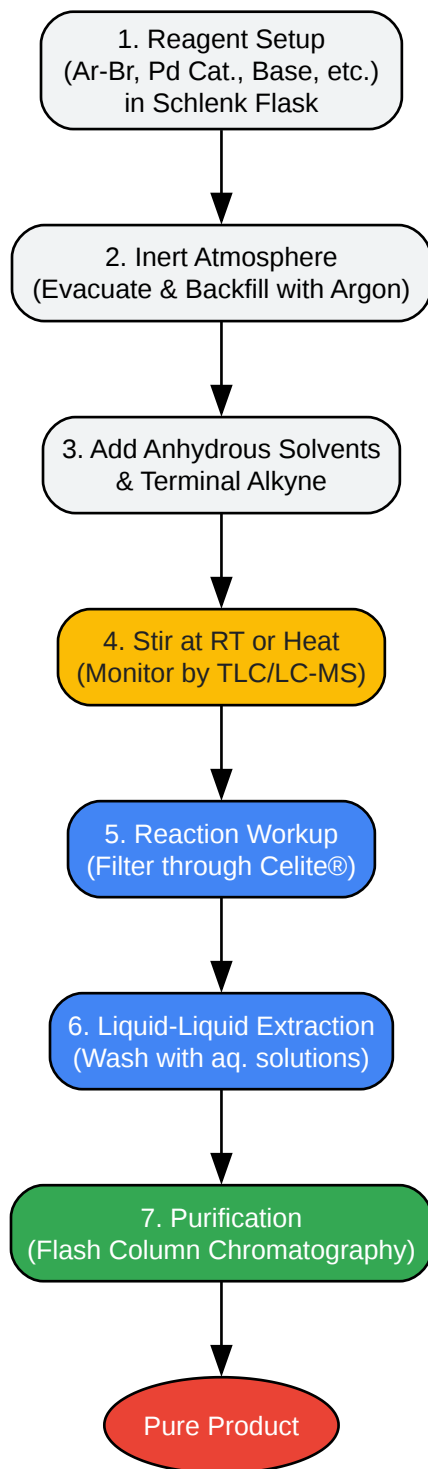 1. Reagent Setup
(Ar-Br, Pd Cat., Base, etc.)
in Schlenk Flask
2. Inert Atmosphere
(Evacuate & Backfill with Argon)
3. Add Anhydrous Solvents
& Terminal Alkyne
4. Stir at RT or Heat
(Monitor by TLC/LC-MS)
5. Reaction Workup
(Filter through Celite®)
6. Liquid-Liquid Extraction
(Wash with aq. solutions)
7. Purification
(Flash Column Chromatography)
Pure Product